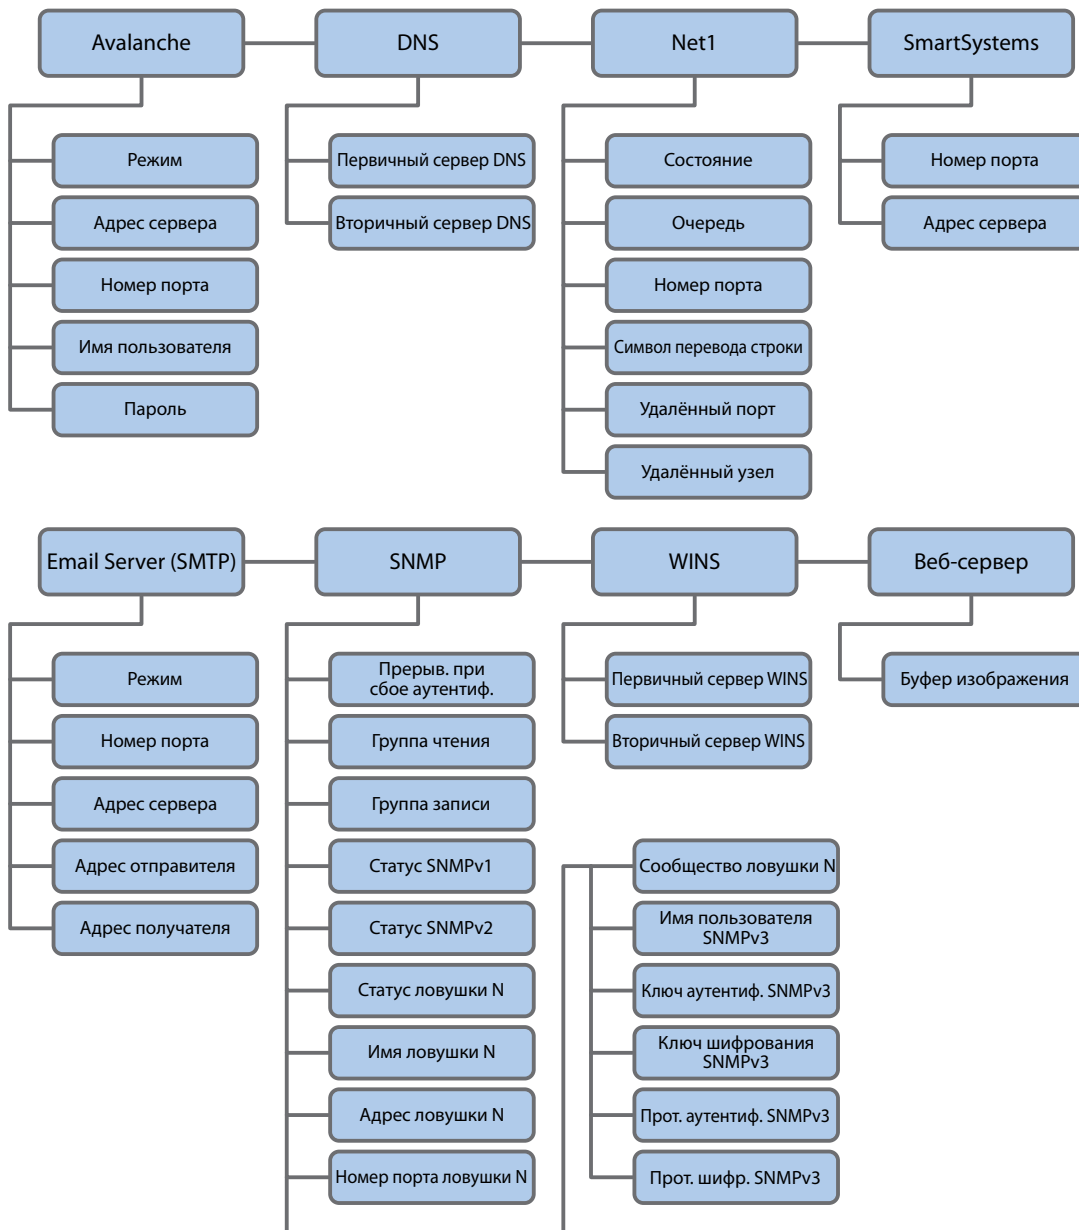 Avalanche
DNS
Net1
SmartSystems
Режим
Адрес сервера
Номер порта
Имя пользователя
Пароль
Первичный сервер DNS
Вторичный сервер DNS
Состояние
Очередь
Номер порта
Символ перевода строки
Удалённый порт
Удалённый узел
Номер порта
Адрес сервера
Email Server (SMTP)
SNMP
WINS
Веб-сервер
Режим
Номер порта
Адрес сервера
Адрес отправителя
Адрес получателя
Прерыв. при
сбое аутентиф.
Группа чтения
Группа записи
Статус SNMPv1
Статус SNMPv2
Статус ловушки N
Имя ловушки N
Адрес ловушки N
Номер порта ловушки N
Первичный сервер WINS
Вторичный сервер WINS
Сообщество ловушки N
Имя пользователя
SNMPv3
Ключ аутентиф. SNMPv3
Ключ шифрования
SNMPv3
Прот. аутентиф. SNMPv3
Прот. шифр. SNMPv3
Буфер изображения